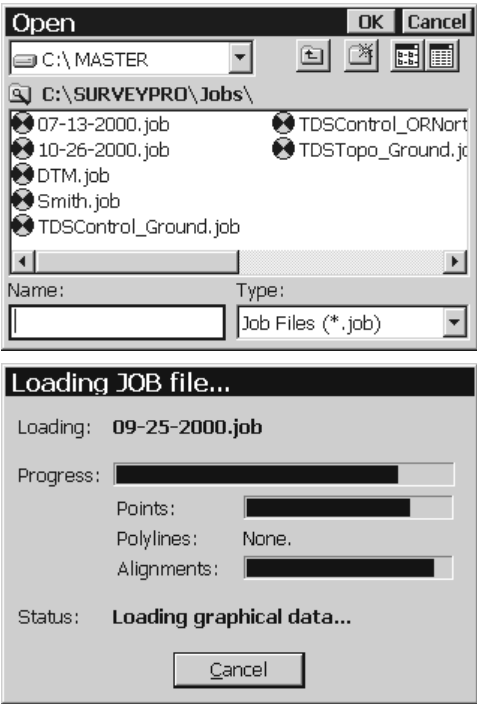 Open OK Cancel
C:\ MASTER
C:\SURVEYPRO\Jobs\
07-13-2000.job TDSControl_ORNort
10-26-2000.job TDSTopo_Ground.jo
DTM.job
Smith.job
TDSControl_Ground.job
Name: Type:
Job Files (*.job)
Loading JOB file...
Loading: 09-25-2000.job
Progress:
Points:
Polylines: None.
Alignments:
Status: Loading graphical data...
Cancel